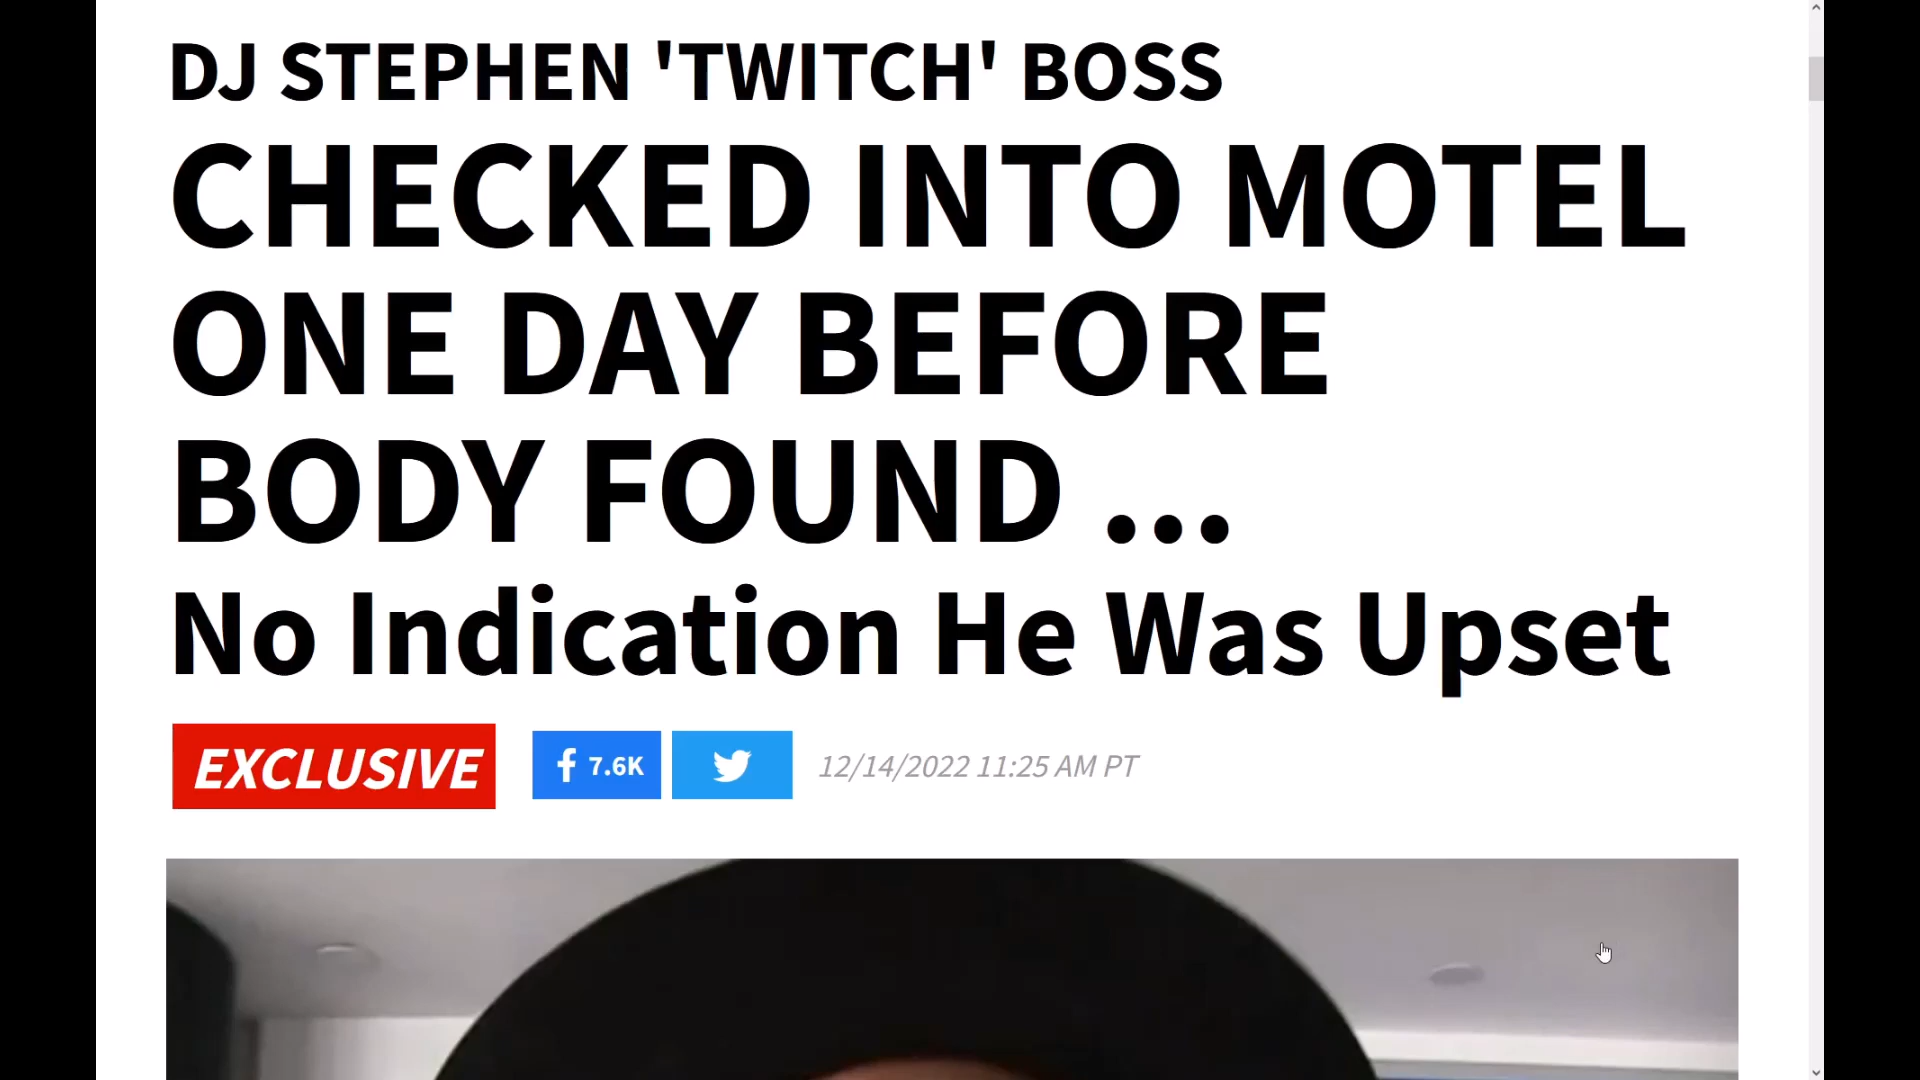 DJ STEPHEN 'TWITCH' BOSS
CHECKED INTO MOTEL
ONE DAY BEFORE
BODY FOUND ...
No Indication He Was Upset
EXCLUSIVE 7.6K 12/14/2022 11:25 AM PT